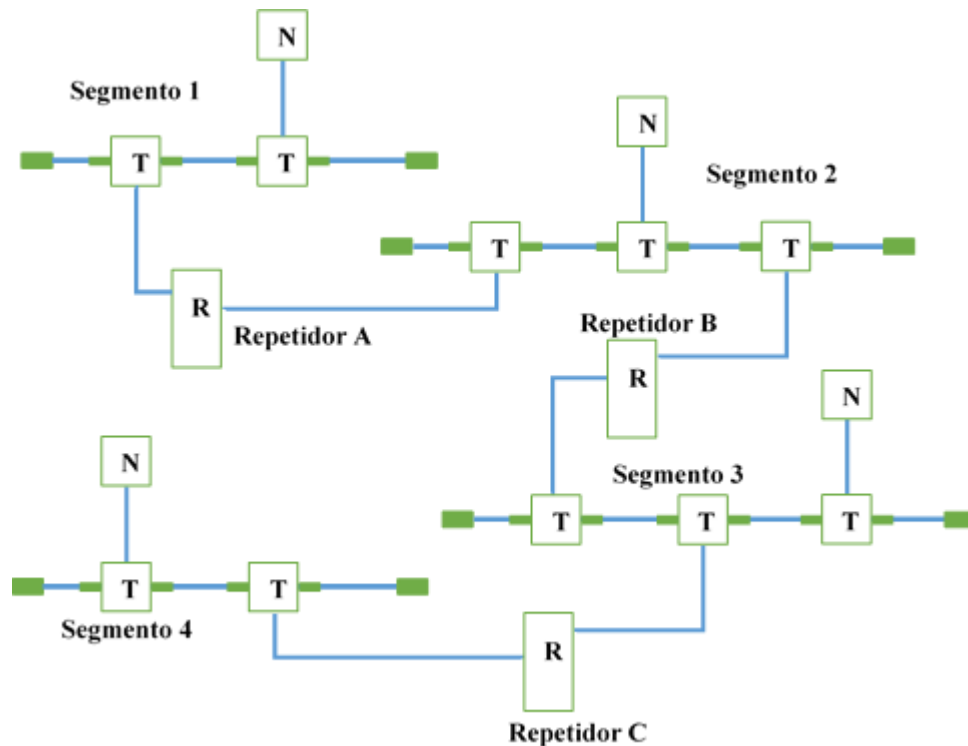 N
Segmento 1
T T
N
Segmento 2
T T T
R
Repetidor A
Repetidor B
R
N
N
Segmento 3
T T T
T T
Segmento 4
R
Repetidor C